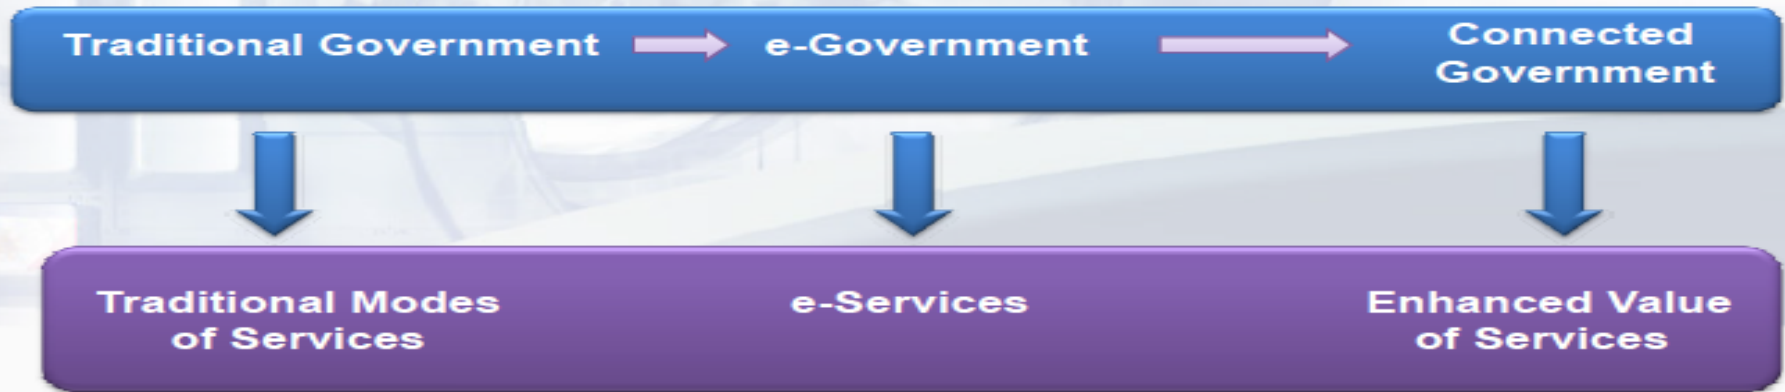 Traditional Government
e-Government
Connected
Government
Traditional Modes
of Services
e-Services
Enhanced Value
of Services